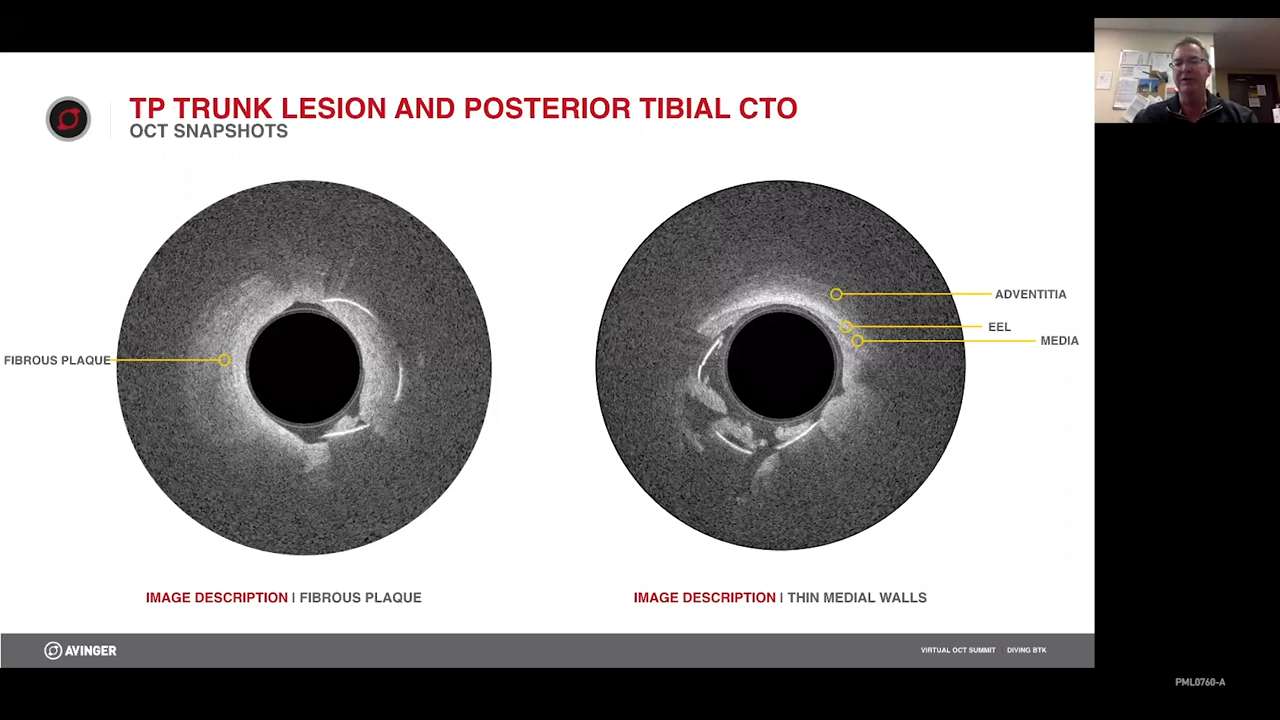 TP TRUNK LESION AND POSTERIOR TIBIAL CTO
OCT SNAPSHOTS
FIBROUS PLAQUE
ADVENTITIA
EEL
MEDIA
IMAGE DESCRIPTION | FIBROUS PLAQUE
IMAGE DESCRIPTION | THIN MEDIAL WALLS
AVINGER
VIRTUAL OCT SUMMIT | DIVING BTK
PML0760-A